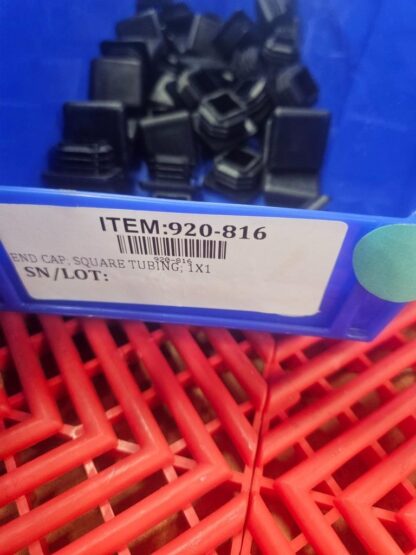 ITEM:920-816
920-816
END CAP; SQUARE TUBING; 1X1
SN/LOT: